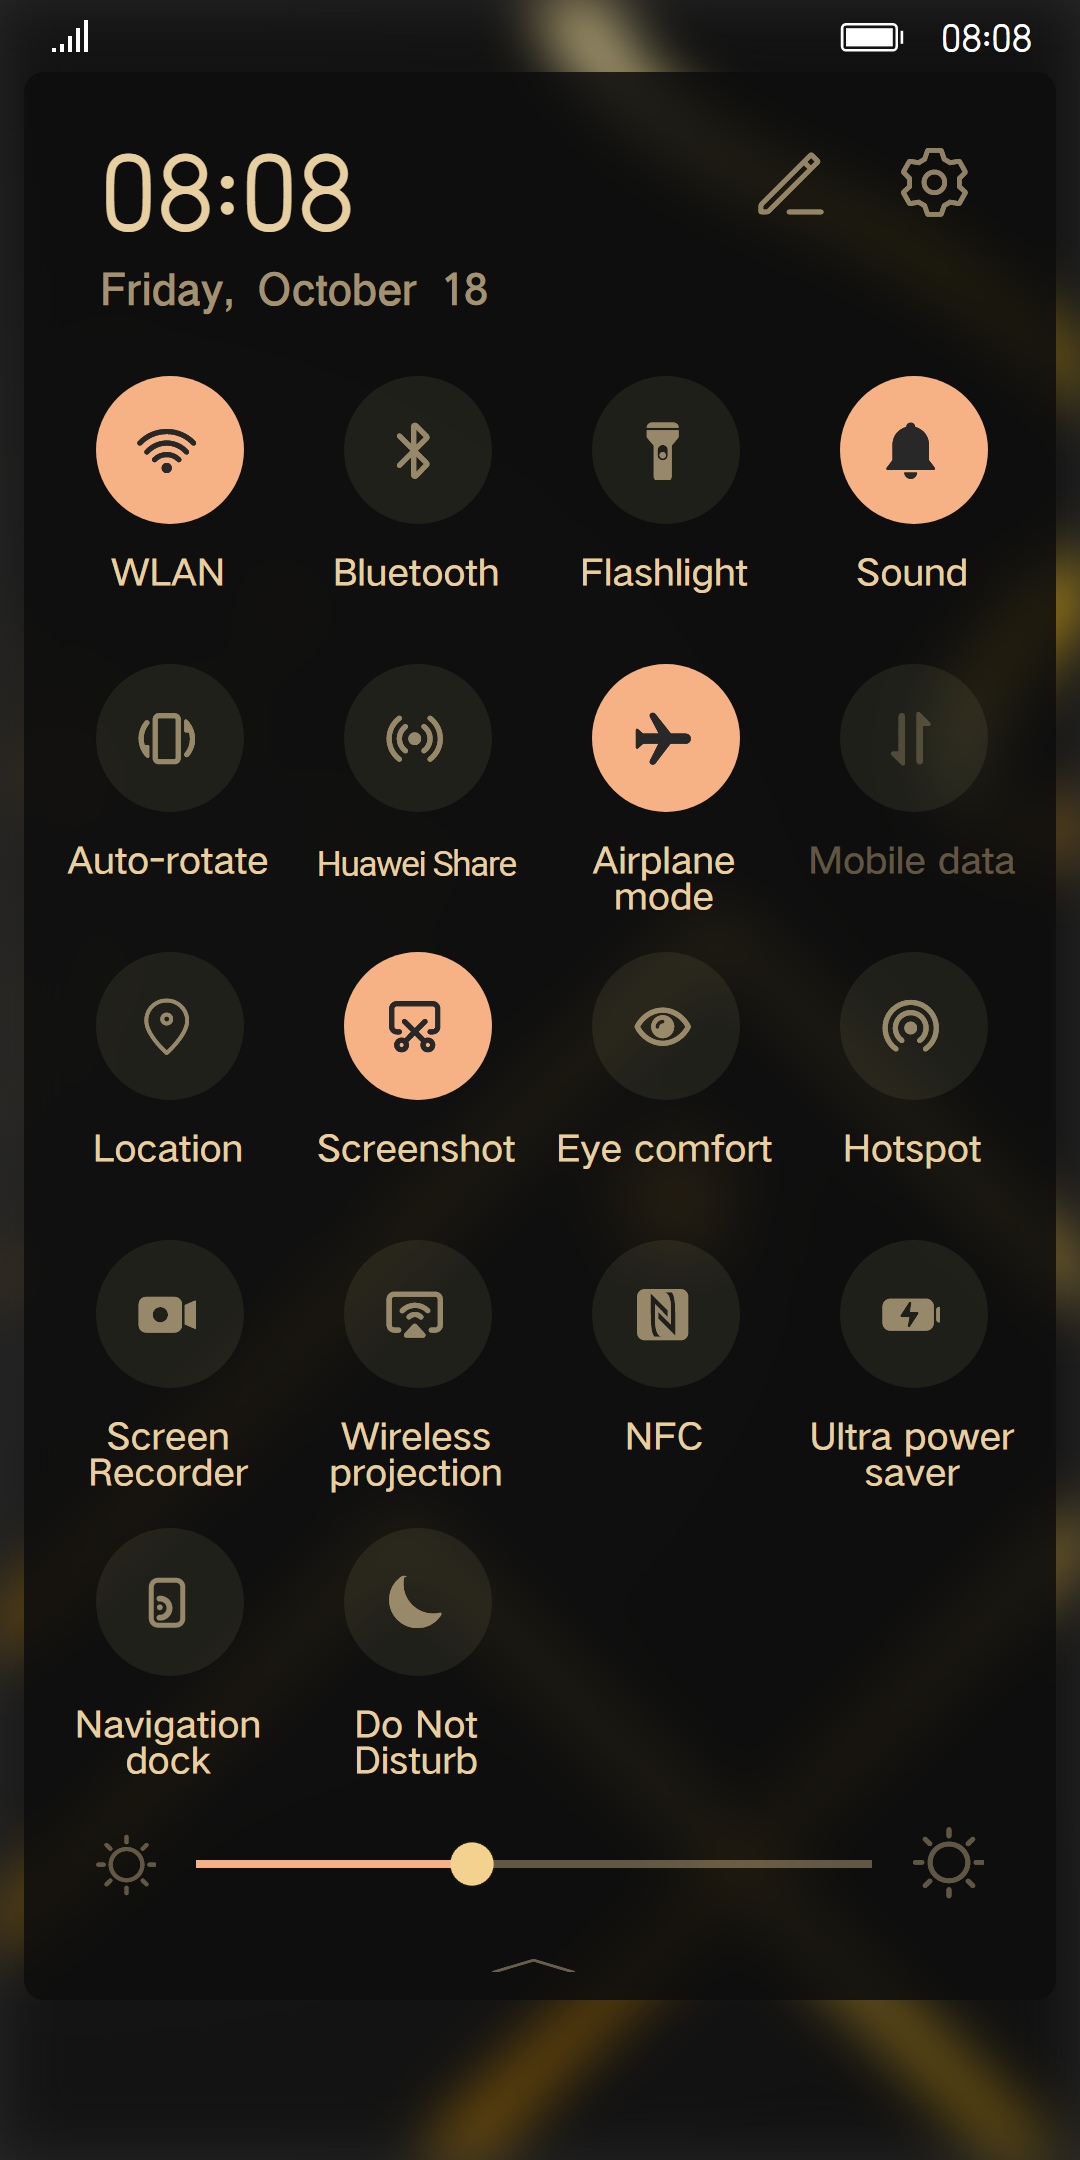 08:08
08:08
Friday, October 18
WLAN
Bluetooth
Flashlight
Sound
Auto-rotate
Huawei Share
Airplane
mode
Mobile data
Location
Screenshot
Eye comfort
Hotspot
Screen
Recorder
Wireless
projection
NFC
Ultra power
saver
Navigation
dock
Do Not
Disturb